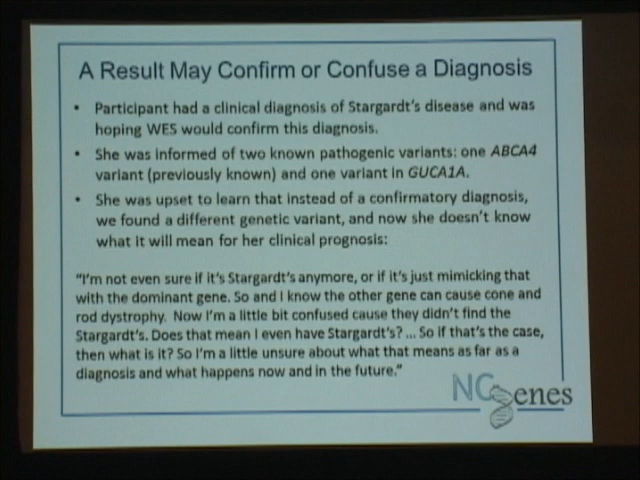 A Result May Confirm or Confuse a Diagnosis
• Participant had a clinical diagnosis of Stargardt's disease and was
hoping WES would confirm this diagnosis.
• She was informed of two known pathogenic variants: one ABCA4
variant (previously known) and one variant in GUCA1A.
• She was upset to learn that instead of a confirmatory diagnosis,
we found a different genetic variant, and now she doesn't know
what it will mean for her clinical prognosis:
"I'm not even sure if it's Stargardt's anymore, or if it's just mimicking that
with the dominant gene. So and I know the other gene can cause cone and
rod dystrophy. Now I'm a little bit confused cause they didn't find the
Stargardt's. Does that mean I even have Stargardt's? ... So if that's the case,
then what is it? So I'm a little unsure about what that means as far as a
diagnosis and what happens now and in the future."
NCgenes